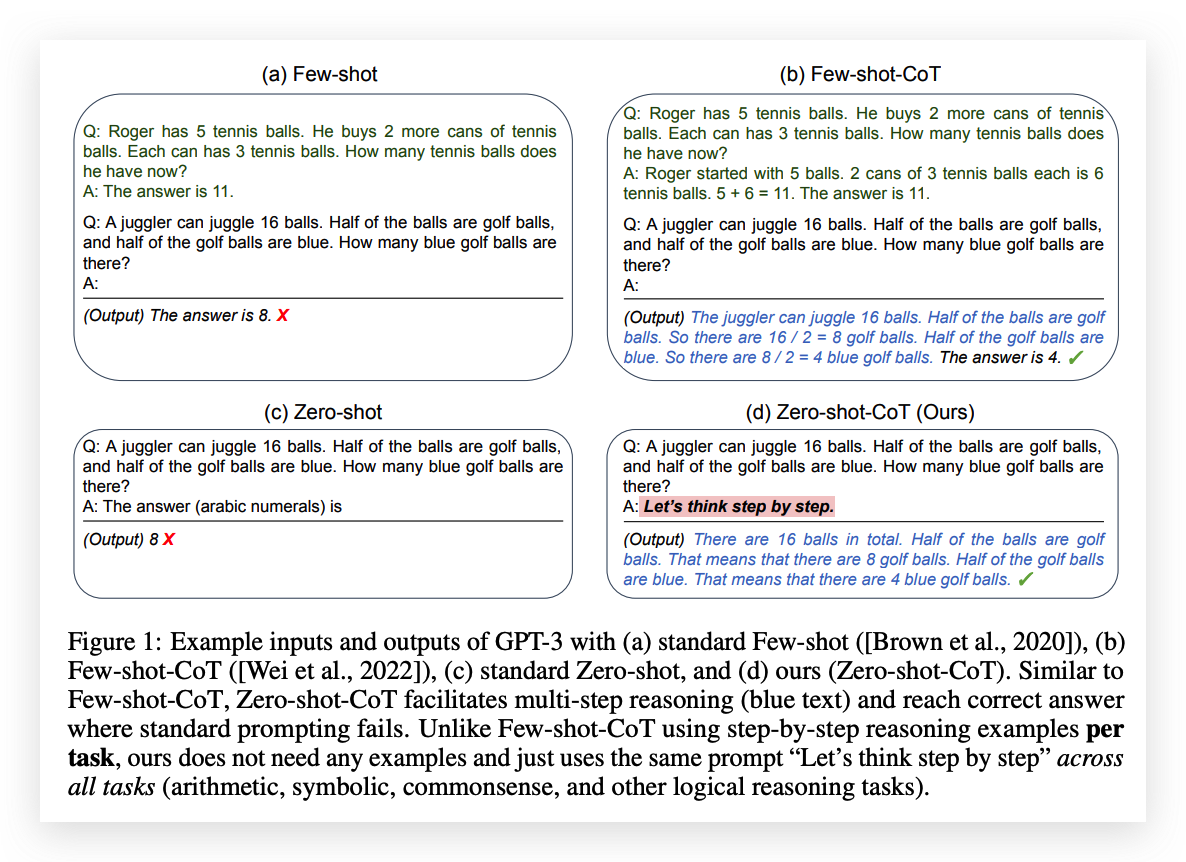 (a) Few-shot
Q: Roger has 5 tennis balls. He buys 2 more cans of tennis
balls. Each can has 3 tennis balls. How many tennis balls does
he have now?
A: The answer is 11.
Q: A juggler can juggle 16 balls. Half of the balls are golf balls,
and half of the golf balls are blue. How many blue golf balls are
there?
A:
(Output) The answer is 8. X
(b) Few-shot-CoT
Q: Roger has 5 tennis balls. He buys 2 more cans of tennis
balls. Each can has 3 tennis balls. How many tennis balls does
he have now?
A: Roger started with 5 balls. 2 cans of 3 tennis balls each is 6
tennis balls. 5 + 6 = 11. The answer is 11.
Q: A juggler can juggle 16 balls. Half of the balls are golf balls,
and half of the golf balls are blue. How many blue golf balls are
there?
A:
(Output) The juggler can juggle 16 balls. Half of the balls are golf
balls. So there are 16 / 2 = 8 golf balls. Half of the golf balls are
blue. So there are 8 / 2 = 4 blue golf balls. The answer is 4. ✓
(c) Zero-shot
Q: A juggler can juggle 16 balls. Half of the balls are golf balls,
and half of the golf balls are blue. How many blue golf balls are
there?
A: The answer (arabic numerals) is
(Output) 8 X
(d) Zero-shot-CoT (Ours)
Q: A juggler can juggle 16 balls. Half of the balls are golf balls,
and half of the golf balls are blue. How many blue golf balls are
there?
A: Let's think step by step.
(Output) There are 16 balls in total. Half of the balls are golf
balls. That means that there are 8 golf balls. Half of the golf balls
are blue. That means that there are 4 blue golf balls. ✓
Figure 1: Example inputs and outputs of GPT-3 with (a) standard Few-shot ([Brown et al., 2020]), (b)
Few-shot-CoT ([Wei et al., 2022]), (c) standard Zero-shot, and (d) ours (Zero-shot-CoT). Similar to
Few-shot-CoT, Zero-shot-CoT facilitates multi-step reasoning (blue text) and reach correct answer
where standard prompting fails. Unlike Few-shot-CoT using step-by-step reasoning examples per
task, ours does not need any examples and just uses the same prompt “Let's think step by step” across
all tasks (arithmetic, symbolic, commonsense, and other logical reasoning tasks).